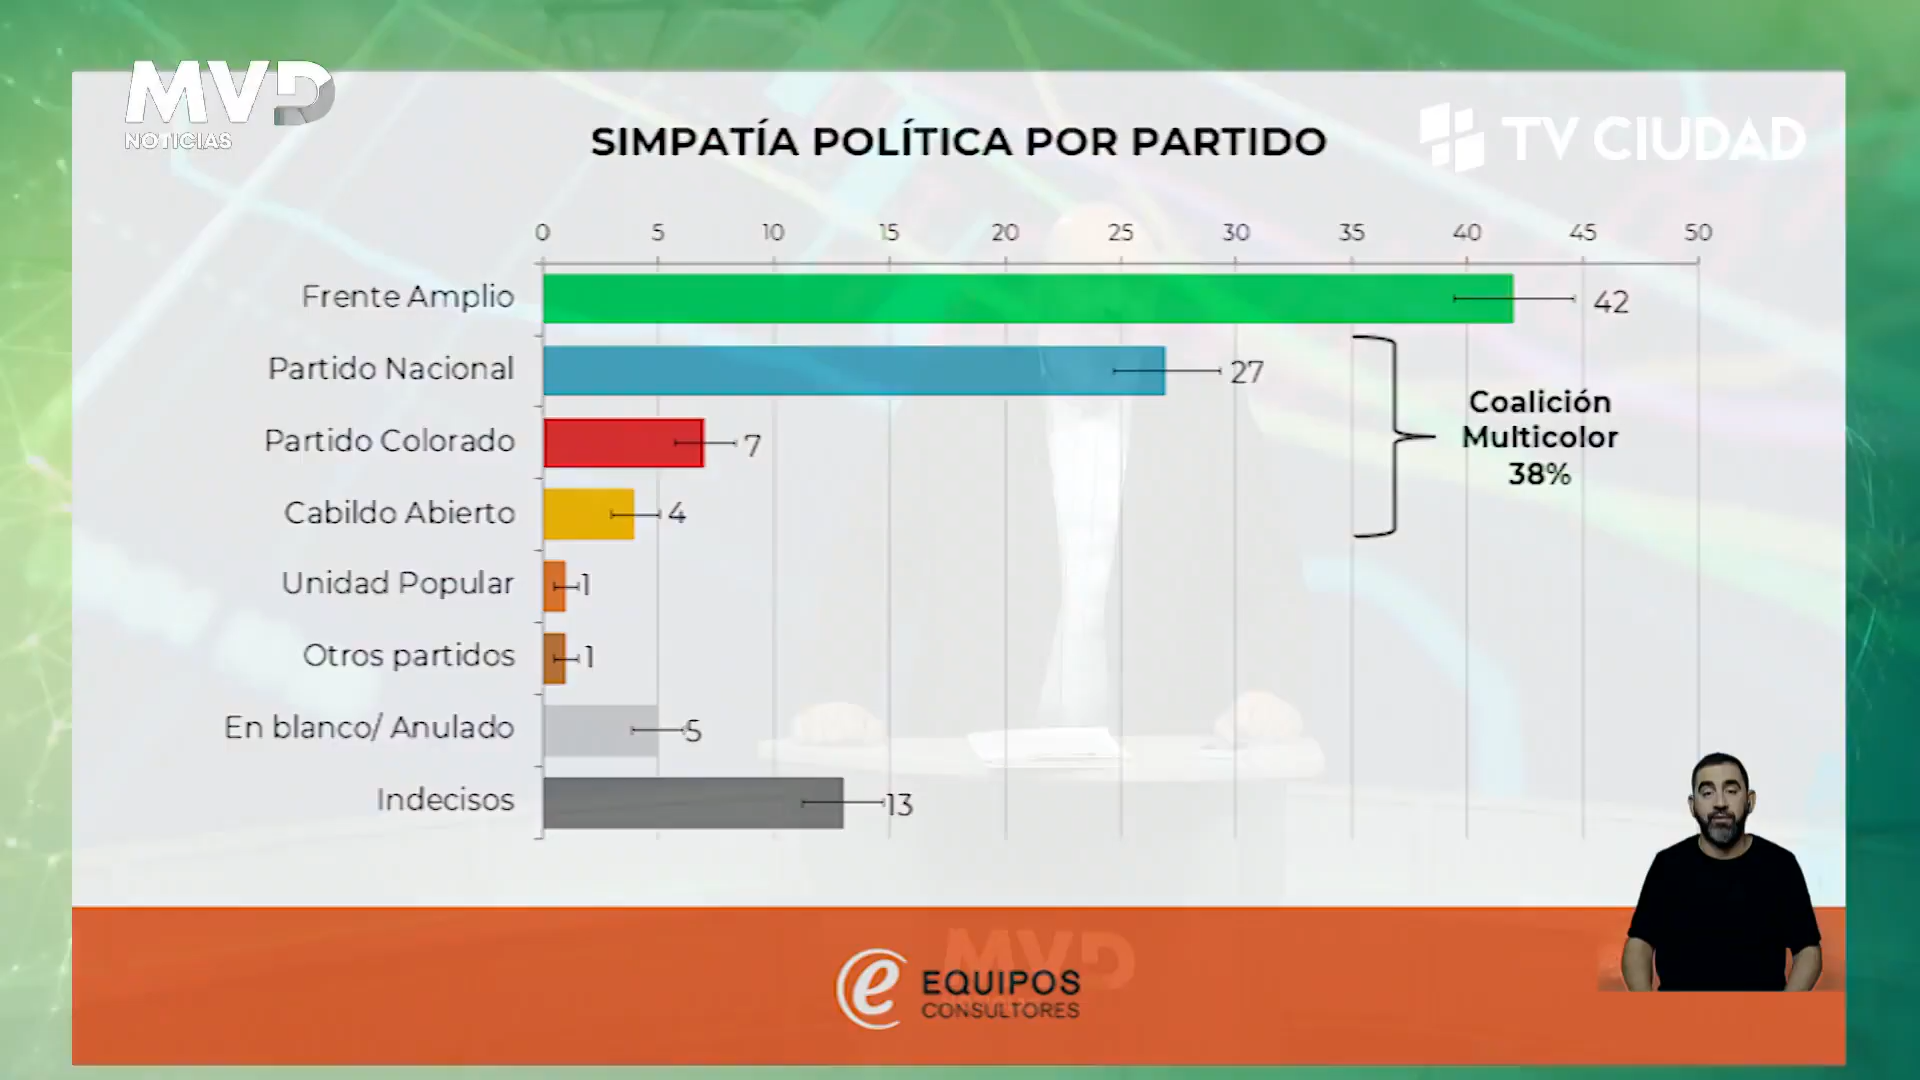 MVD
NOTICIAS
TV CIUDAD
SIMPATÍA POLÍTICA POR PARTIDO
0 5 10 15 20 25 30 35 40 45 50
Frente Amplio 42
Partido Nacional 27
Partido Colorado 7
Cabildo Abierto 4
Coalición
Multicolor
38%
Unidad Popular 1
Otros partidos 1
En blanco/ Anulado 5
Indecisos 13
MVD
e EQUIPOS
CONSULTORES